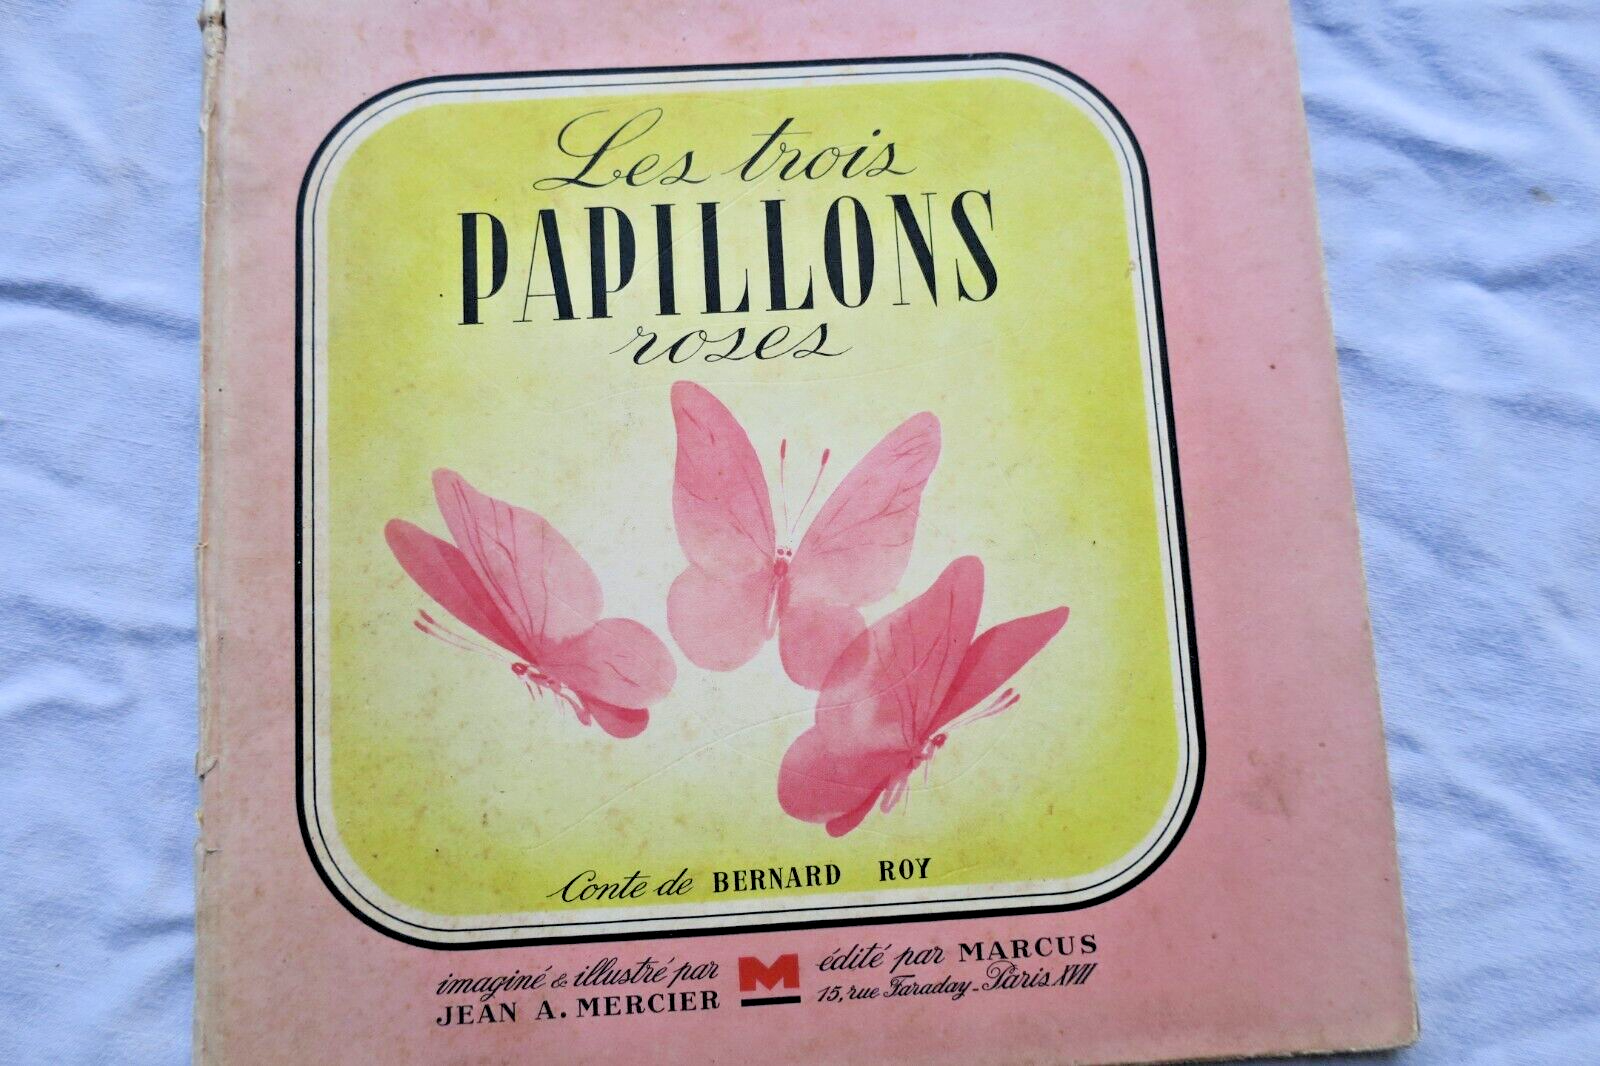 Les trois
PAPILLONS
roses
Conte de BERNARD ROY
imaginé & illustré par
JEAN A. MERCIER
M
édité par MARCUS
15, rue Faraday - Paris XVII